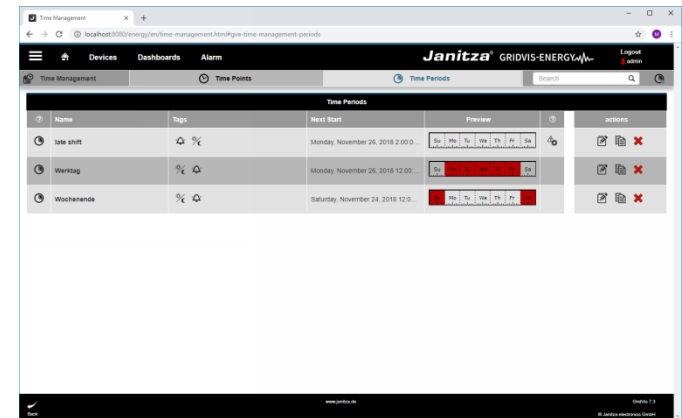 Time Management
localhost:8080/energy/en/time-management.html#gve-time-management-periods
Devices Dashboards Alarm Janitza® GRIDVIS-ENERGY Logout
admin
Time Management Time Points Time Periods Search
Time Periods
Name Tags Next Start Preview actions
late shift Monday, November 26, 2018 2:00:0... Su Mo Tu We Th Fr Sa
Werktag Monday, November 26, 2018 12:00... Su Mo Tu We Th Fr Sa
Wochenende Saturday, November 24, 2018 12:0... Su Mo Tu We Th Fr Sa
Back www.janitza.de GridVis 7.3
© Janitza electronics GmbH